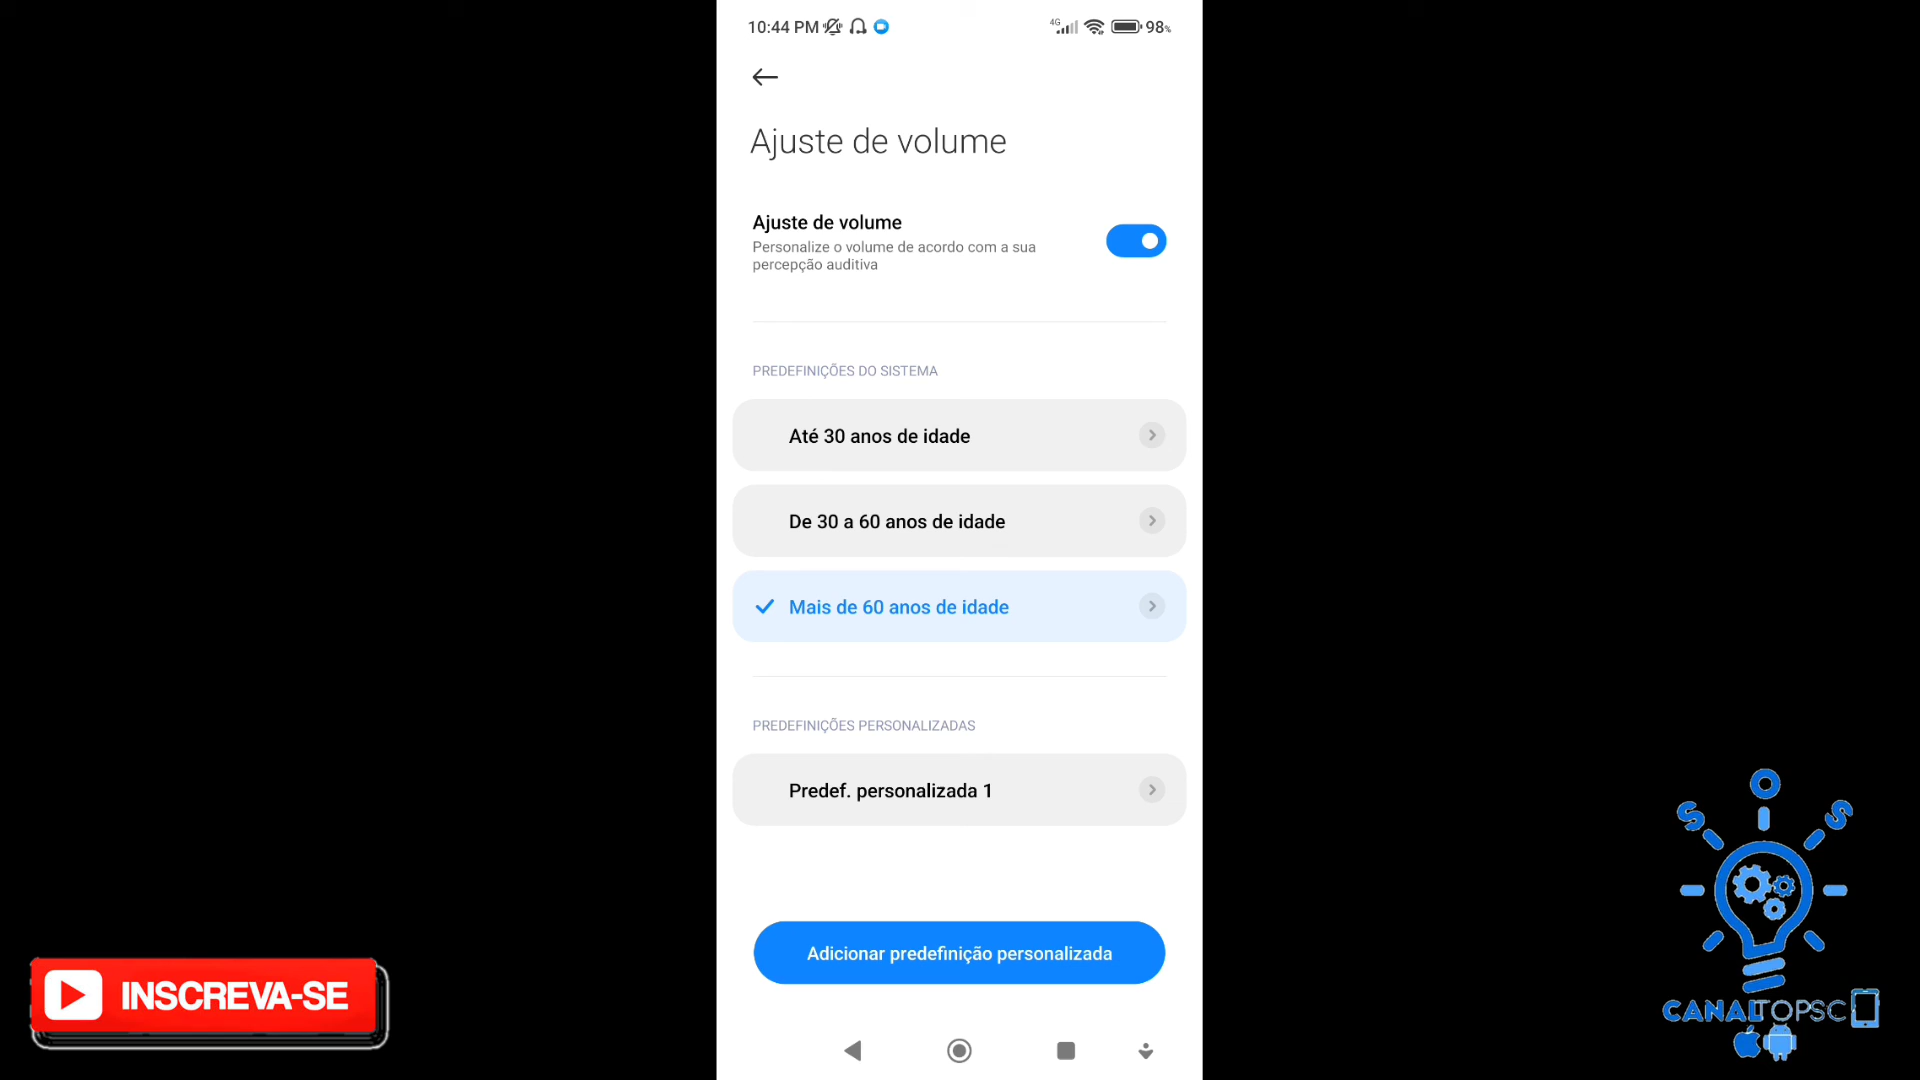 10:44 PM
4G
98%
Ajuste de volume
Ajuste de volume
Personalize o volume de acordo com a sua
percepção auditiva
PREDEFINIÇÕES DO SISTEMA
Até 30 anos de idade
De 30 a 60 anos de idade
Mais de 60 anos de idade
PREDEFINIÇÕES PERSONALIZADAS
Predef. personalizada 1
Adicionar predefinição personalizada
INSCREVA-SE
S O S
CANALTOPSC